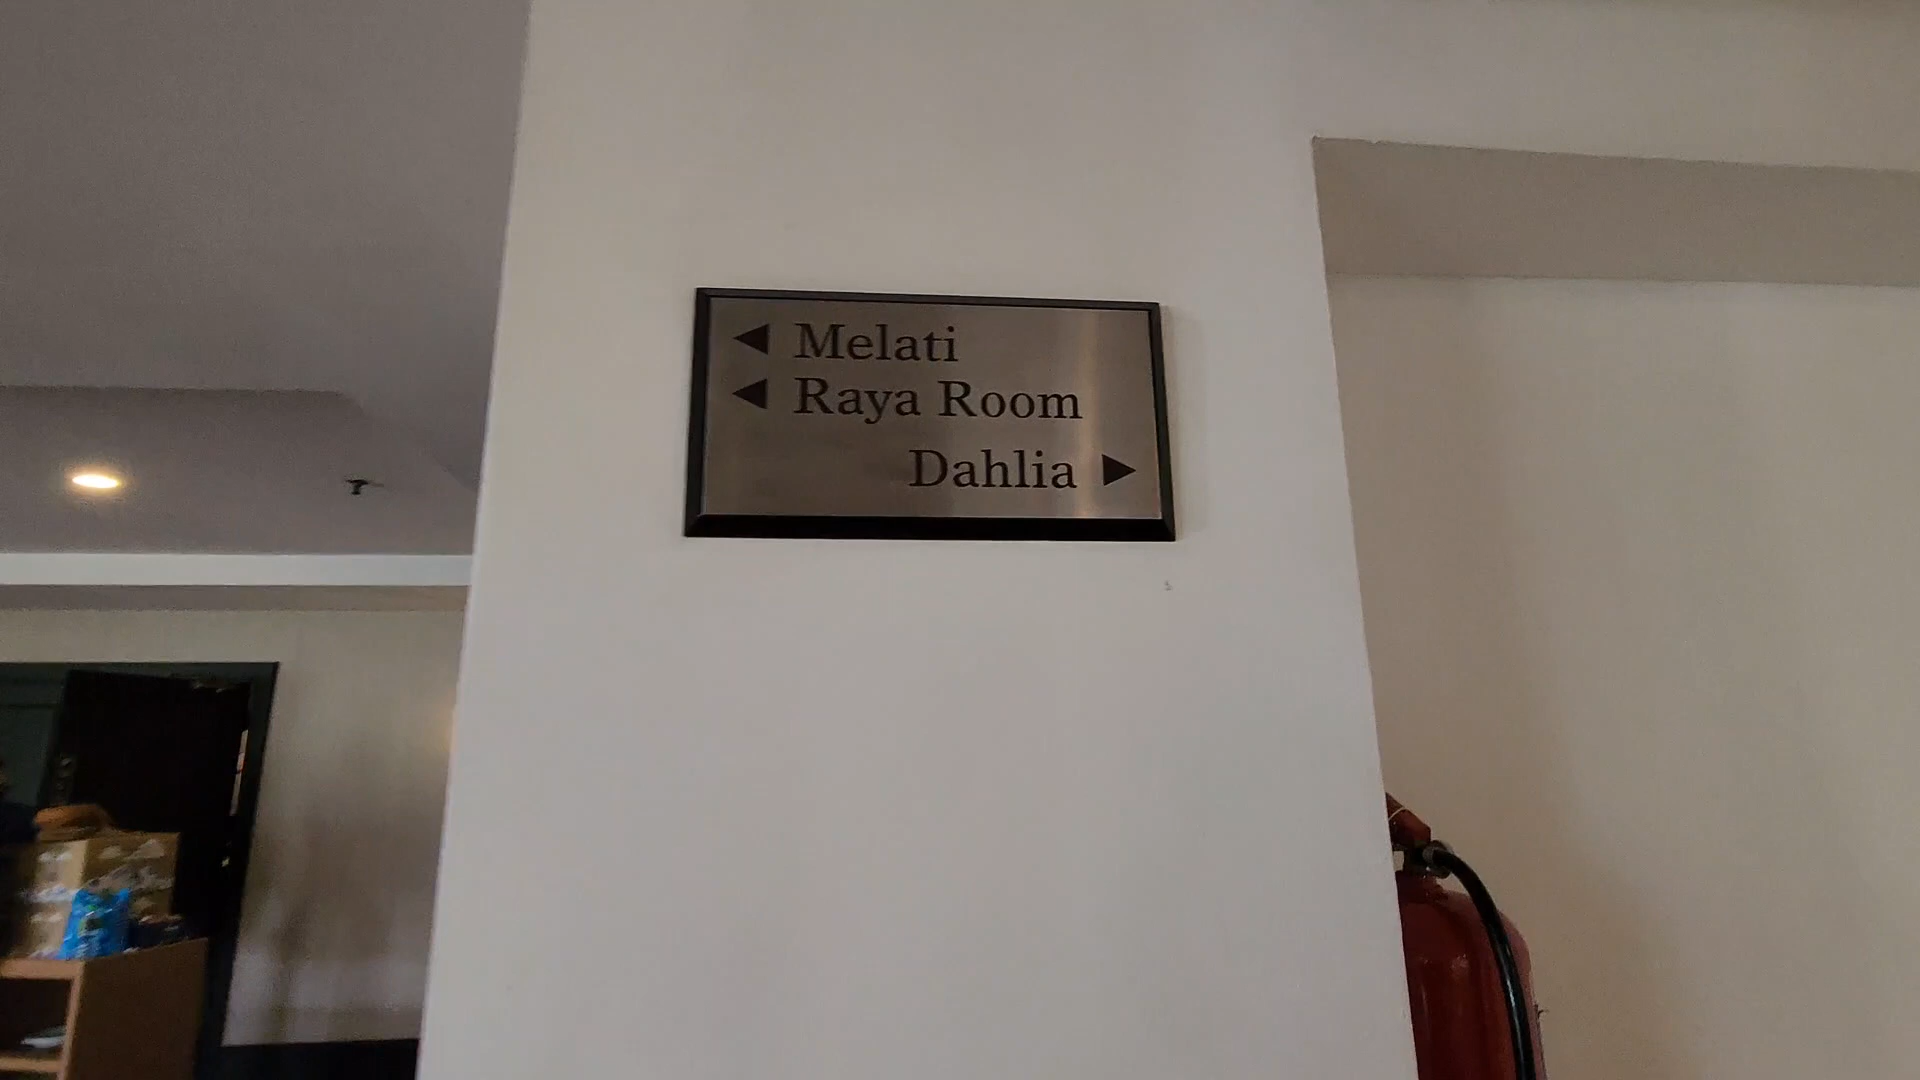 ◀ Melati
◀ Raya Room
Dahlia ▶